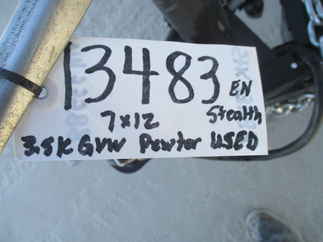 13483 EN
7x12 Stealth
3.5K GVW Pewter USED